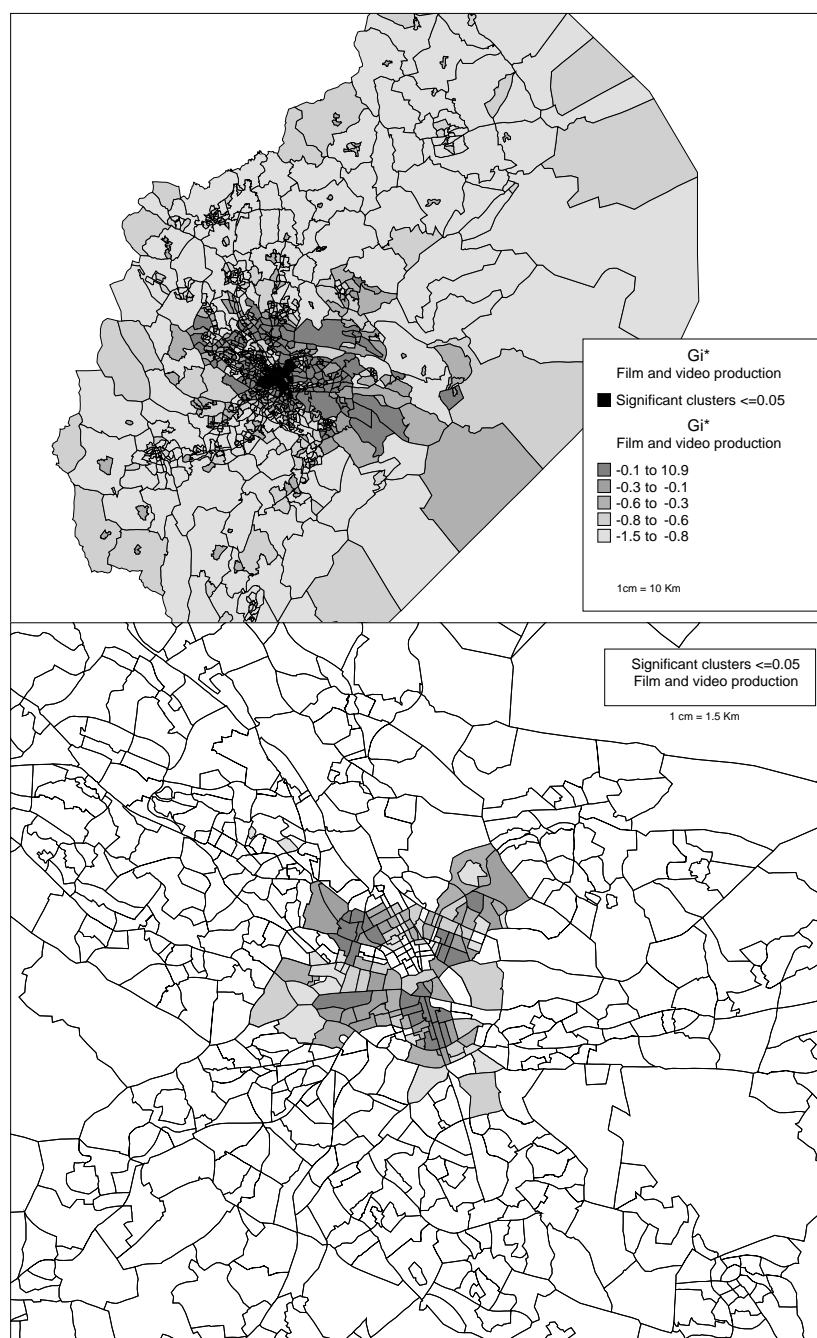 Gi*
Film and video production
Significant clusters <=0.05
Gi*
Film and video production
-0.1 to 10.9
-0.3 to -0.1
-0.6 to -0.3
-0.8 to -0.6
-1.5 to -0.8
1cm = 10 Km
Significant clusters <=0.05
Film and video production
1 cm = 1.5 Km